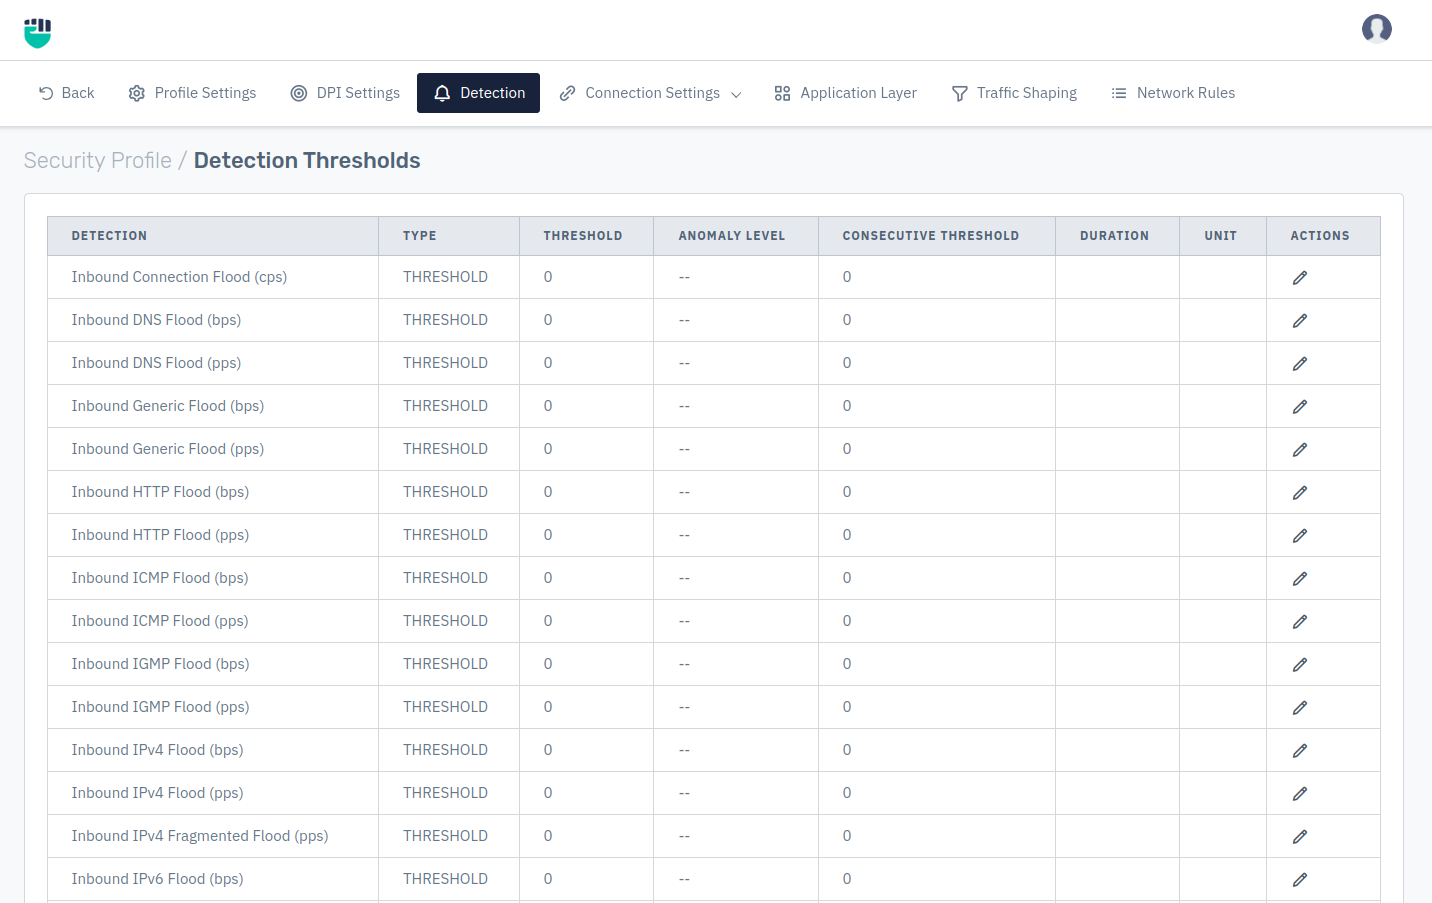 Back Profile Settings DPI Settings Detection Connection Settings Application Layer Traffic Shaping Network Rules
Security Profile / Detection Thresholds
DETECTION TYPE THRESHOLD ANOMALY LEVEL CONSECUTIVE THRESHOLD DURATION UNIT ACTIONS
Inbound Connection Flood (cps) THRESHOLD 0 -- 0
Inbound DNS Flood (bps) THRESHOLD 0 -- 0
Inbound DNS Flood (pps) THRESHOLD 0 -- 0
Inbound Generic Flood (bps) THRESHOLD 0 -- 0
Inbound Generic Flood (pps) THRESHOLD 0 -- 0
Inbound HTTP Flood (bps) THRESHOLD 0 -- 0
Inbound HTTP Flood (pps) THRESHOLD 0 -- 0
Inbound ICMP Flood (bps) THRESHOLD 0 -- 0
Inbound ICMP Flood (pps) THRESHOLD 0 -- 0
Inbound IGMP Flood (bps) THRESHOLD 0 -- 0
Inbound IGMP Flood (pps) THRESHOLD 0 -- 0
Inbound IPv4 Flood (bps) THRESHOLD 0 -- 0
Inbound IPv4 Flood (pps) THRESHOLD 0 -- 0
Inbound IPv4 Fragmented Flood (pps) THRESHOLD 0 -- 0
Inbound IPv6 Flood (bps) THRESHOLD 0 -- 0